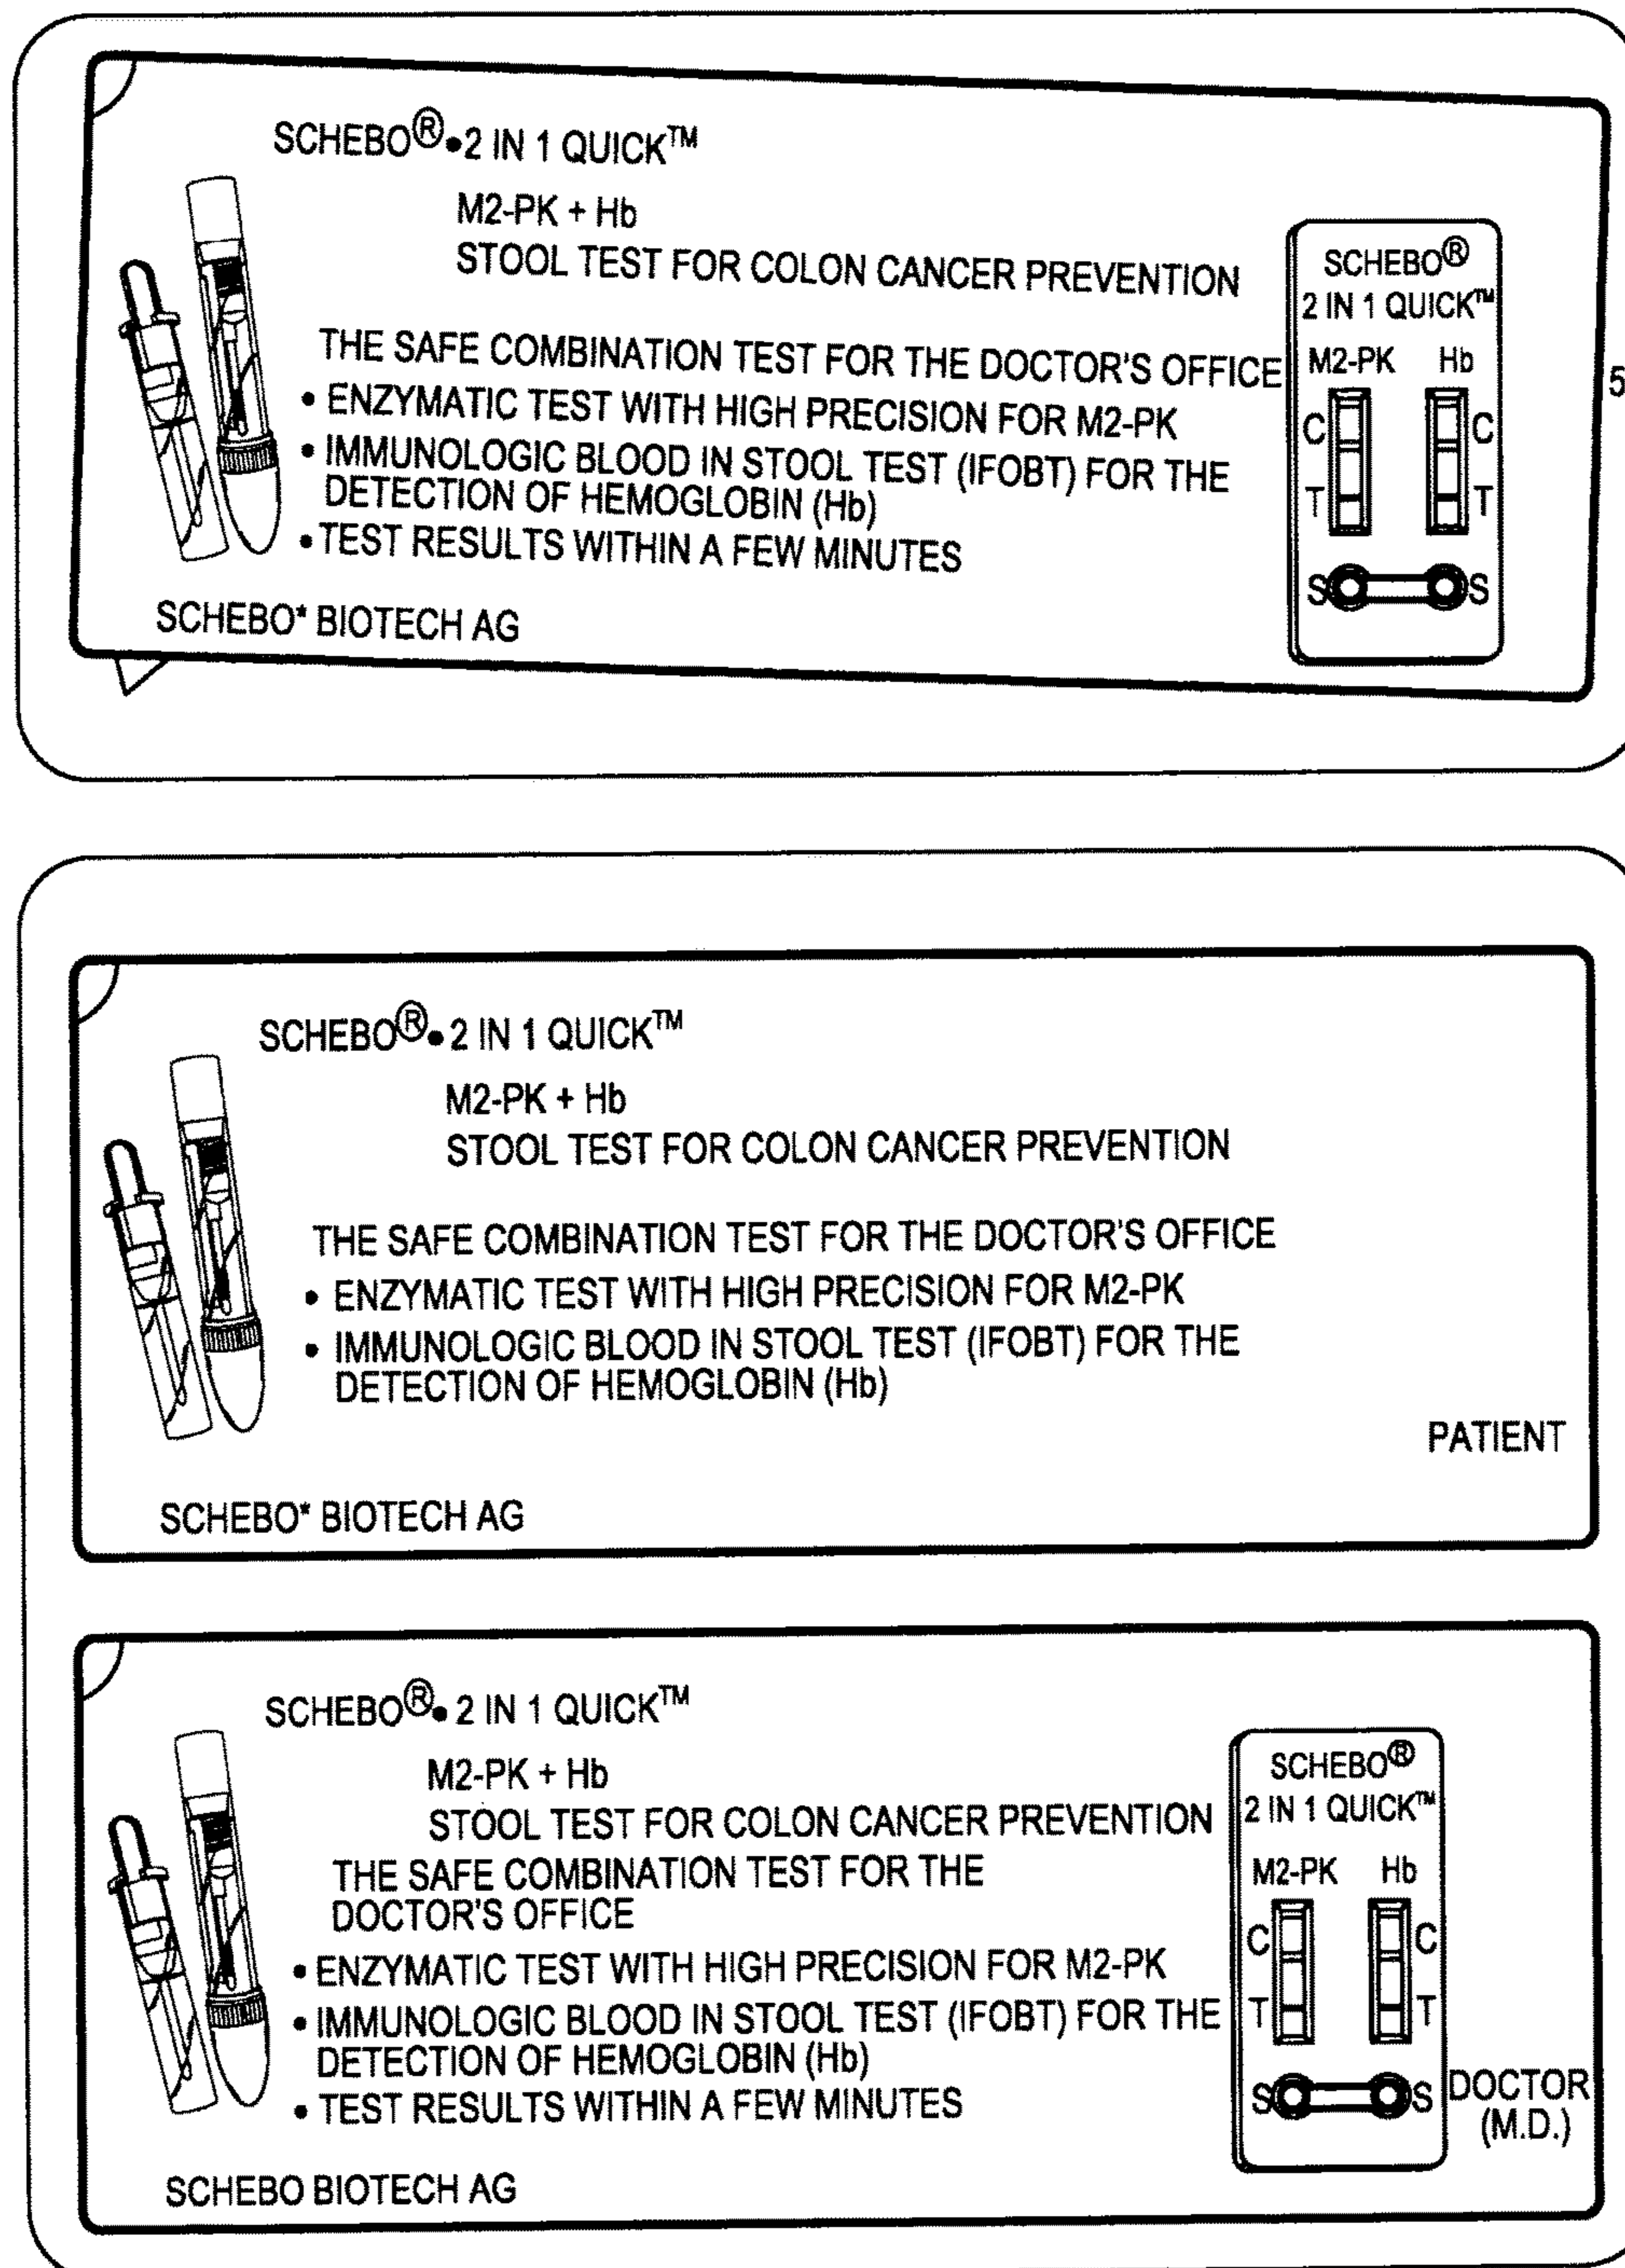 SCHEBO®•2 IN 1 QUICK™
M2-PK + Hb
STOOL TEST FOR COLON CANCER PREVENTION
THE SAFE COMBINATION TEST FOR THE DOCTOR'S OFFICE
• ENZYMATIC TEST WITH HIGH PRECISION FOR M2-PK
• IMMUNOLOGIC BLOOD IN STOOL TEST (IFOBT) FOR THE
DETECTION OF HEMOGLOBIN (Hb)
•TEST RESULTS WITHIN A FEW MINUTES
SCHEBO* BIOTECH AG
SCHEBO®
2 IN 1 QUICK™
M2-PK Hb
C C
T T
S S
5
SCHEBO®• 2 IN 1 QUICK™
M2-PK + Hb
STOOL TEST FOR COLON CANCER PREVENTION
THE SAFE COMBINATION TEST FOR THE DOCTOR'S OFFICE
• ENZYMATIC TEST WITH HIGH PRECISION FOR M2-PK
• IMMUNOLOGIC BLOOD IN STOOL TEST (IFOBT) FOR THE
DETECTION OF HEMOGLOBIN (Hb)
PATIENT
SCHEBO* BIOTECH AG
SCHEBO®• 2 IN 1 QUICK™
M2-PK + Hb
STOOL TEST FOR COLON CANCER PREVENTION
THE SAFE COMBINATION TEST FOR THE
DOCTOR'S OFFICE
• ENZYMATIC TEST WITH HIGH PRECISION FOR M2-PK
• IMMUNOLOGIC BLOOD IN STOOL TEST (IFOBT) FOR THE
DETECTION OF HEMOGLOBIN (Hb)
• TEST RESULTS WITHIN A FEW MINUTES
SCHEBO BIOTECH AG
SCHEBO®
2 IN 1 QUICK™
M2-PK Hb
C C
T T
S S
DOCTOR
(M.D.)